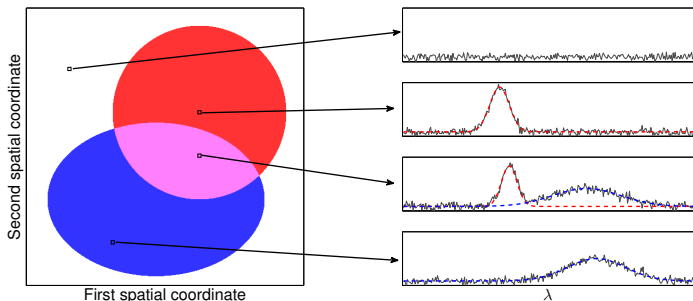 Second spatial coordinate
First spatial coordinate
λ